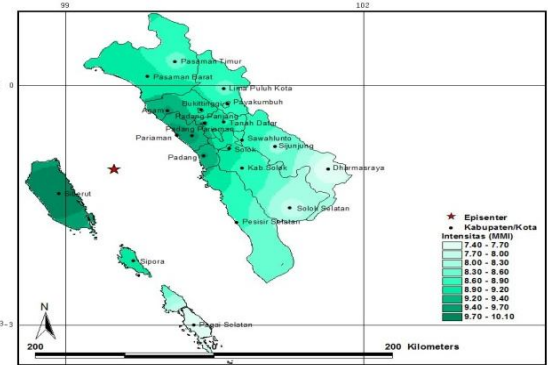 99 102
Pasaman Timur
Pasaman Barat
0
Lima Puluh Kota
Bukittinggi Payakumbuh
Agam
Padang Panjang
Tanah Datar
Padang Pariaman
Pariaman
Sawahlunto
Sijunjung
Solok
Padang
Kab Solok
Dharmasraya
Siberut
Solok Selatan
Pesisir Selatan
Sipora
Pagai Selatan
Episenter
Kabupaten/Kota
Intensitas (MMI)
7.40 - 7.70
7.70 - 8.00
8.00 - 8.30
8.30 - 8.60
8.60 - 8.90
8.90 - 9.20
9.20 - 9.40
9.40 - 9.70
9.70 - 10.10
N
-3 -3
200 200 Kilometers